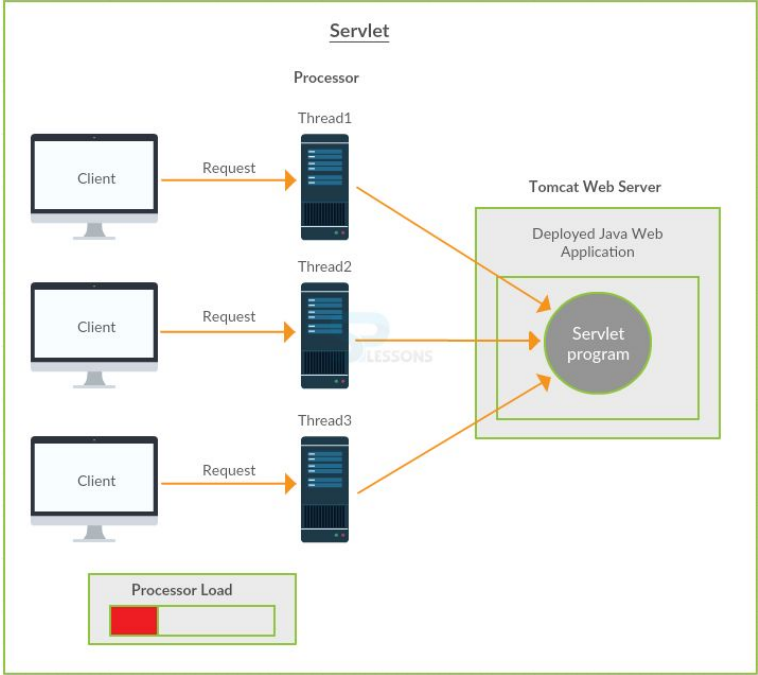 Servlet
Processor
Thread1
Client
Request
Tomcat Web Server
Deployed Java Web
Application
Thread2
Client
Request
Servlet
program
LESSONS
Thread3
Client
Request
Processor Load